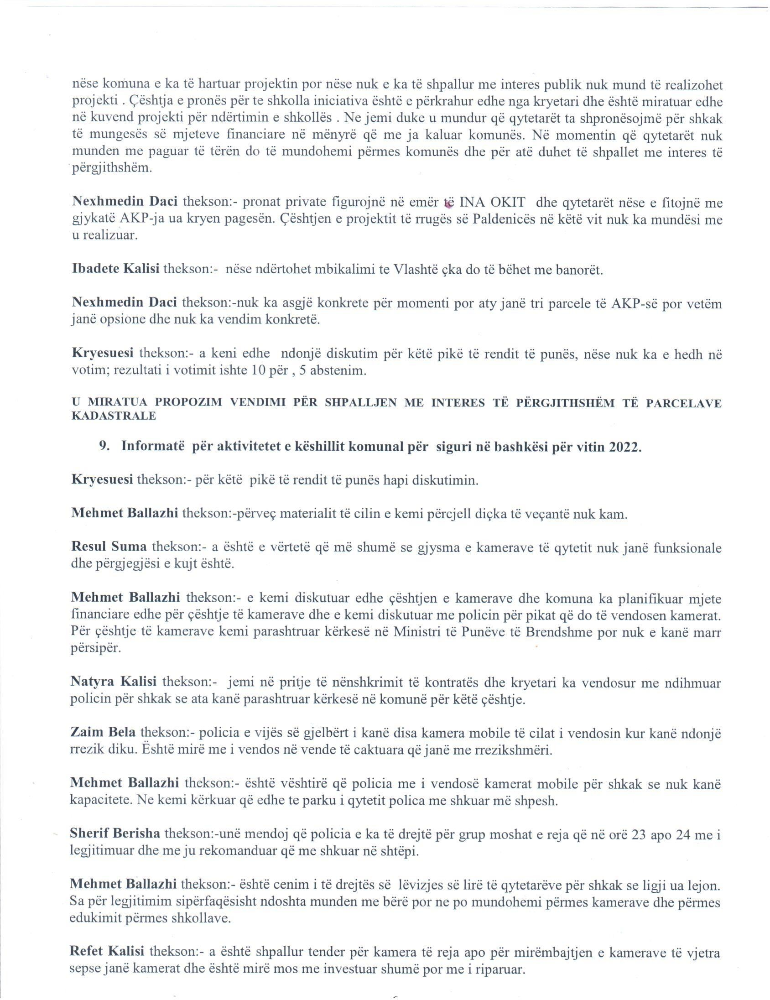 nëse komuna e ka të hartuar projektin por nëse nuk e ka të shpallur me interes publik nuk mund të realizohet
projekti . Çështja e pronës për te shkolla iniciativa është e përkrahur edhe nga kryetari dhe është miratuar edhe
në kuvend projekti për ndërtimin e shkollës . Ne jemi duke u mundur që qytetarët ta shpronësojmë për shkak
të mungesës së mjeteve financiare në mënyrë që me ja kaluar komunës. Në momentin që qytetarët nuk
munden me paguar të tërën do të mundohemi përmes komunës dhe për atë duhet të shpallet me interes të
përgjithshëm.
Nexhmedin Daci thekson:- pronat private figurojnë në emër të INA OKIT dhe qytetarët nëse e fitojnë me
gjykatë AKP-ja ua kryen pagesën. Çështjen e projektit të rrugës së Paldenicës në këtë vit nuk ka mundësi me
u realizuar.
Ibadete Kalisi thekson:- nëse ndërtohet mbikalimi te Vlashtë çka do të bëhet me banorët.
Nexhmedin Daci thekson:-nuk ka asgjë konkrete për momenti por aty janë tri parcele të AKP-së por vetëm
janë opsione dhe nuk ka vendim konkretë.
Kryesuesi thekson:- a keni edhe ndonjë diskutim për këtë pikë të rendit të punës, nëse nuk ka e hedh në
votim; rezultati i votimit ishte 10 për , 5 abstenim.
U MIRATUA PROPOZIM VENDIMI PËR SHPALLJEN ME INTERES TË PËRGJITHSHËM TË PARCELAVE
KADASTRALE
9. Informatë për aktivitetet e këshillit komunal për siguri në bashkësi për vitin 2022.
Kryesuesi thekson:- për këtë pikë të rendit të punës hapi diskutimin.
Mehmet Ballazhi thekson:-përveç materialit të cilin e kemi përcjell diçka të veçantë nuk kam.
Resul Suma thekson:- a është e vërtetë që më shumë se gjysma e kamerave të qytetit nuk janë funksionale
dhe përgjegjësi e kujt është.
Mehmet Ballazhi thekson:- e kemi diskutuar edhe çështjen e kamerave dhe komuna ka planifikuar mjete
financiare edhe për çështje të kamerave dhe e kemi diskutuar me policin për pikat që do të vendosen kamerat.
Për çështje të kamerave kemi parashtruar kërkesë në Ministri të Punëve të Brendshme por nuk e kanë marr
përsipër.
Natyra Kalisi thekson:- jemi në pritje të nënshkrimit të kontratës dhe kryetari ka vendosur me ndihmuar
policin për shkak se ata kanë parashtruar kërkesë në komunë për këtë çështje.
Zaim Bela thekson:- policia e vijës së gjelbërt i kanë disa kamera mobile të cilat i vendosin kur kanë ndonjë
rrezik diku. Është mirë me i vendos në vende të caktuara që janë me rrezikshmëri.
Mehmet Ballazhi thekson:- është vështirë që policia me i vendosë kamerat mobile për shkak se nuk kanë
kapacitete. Ne kemi kërkuar që edhe te parku i qytetit polica me shkuar më shpesh.
Sherif Berisha thekson:-unë mendoj që policia e ka të drejtë për grup moshat e reja që në orë 23 apo 24 me i
legjitimuar dhe me ju rekomanduar që me shkuar në shtëpi.
Mehmet Ballazhi thekson:- është cenim i të drejtës së lëvizjes së lirë të qytetarëve për shkak se ligji ua lejon.
Sa për legjitimim sipërfaqësisht ndoshta munden me bërë por ne po mundohemi përmes kamerave dhe përmes
edukimit përmes shkollave.
Refet Kalisi thekson:- a është shpallur tender për kamera të reja apo për mirëmbajtjen e kamerave të vjetra
sepse janë kamerat dhe është mirë mos me investuar shumë por me i riparuar.